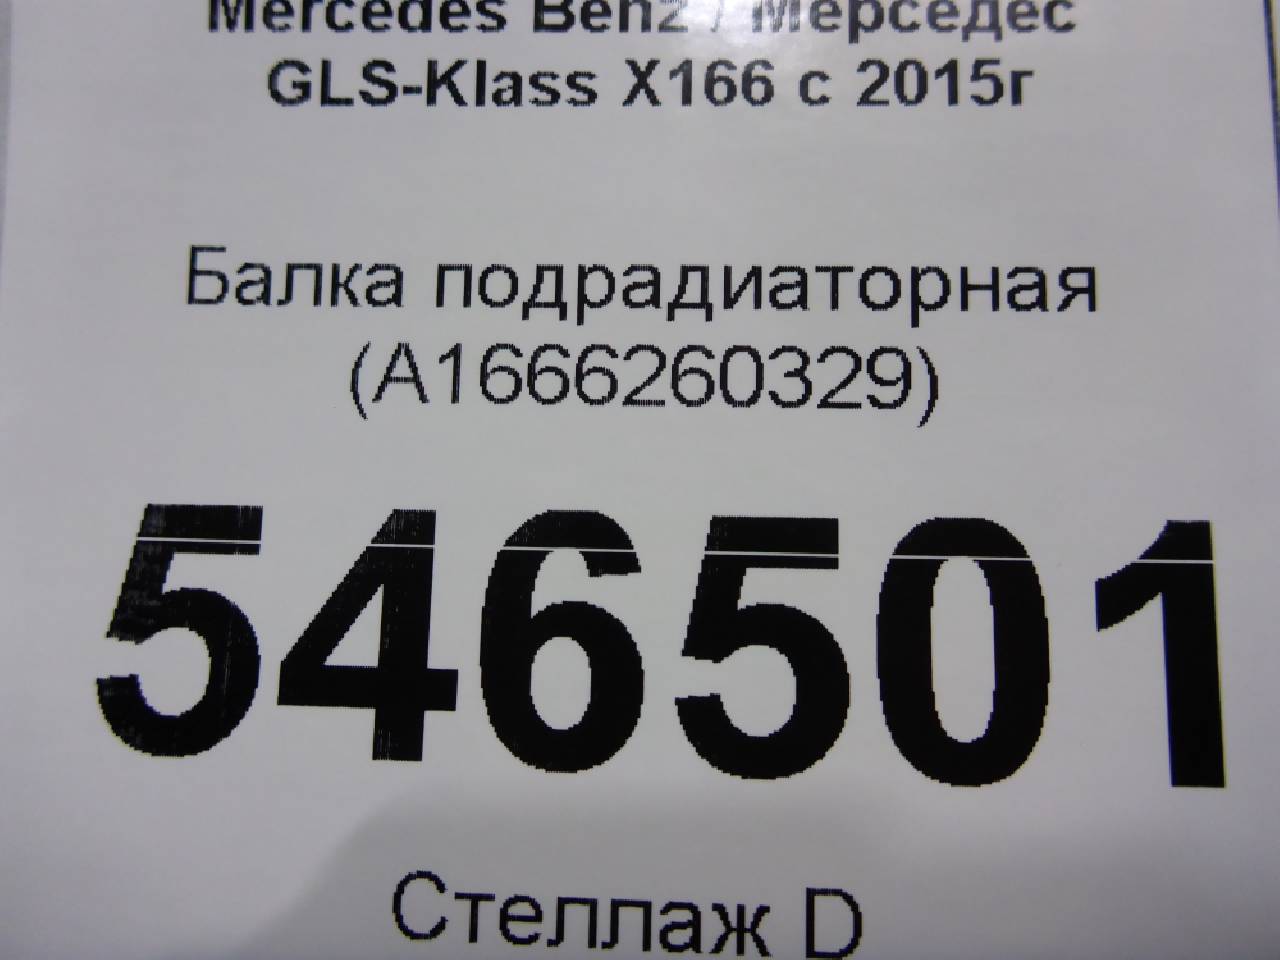 Mercedes Benz / Мерседес
GLS-Klass X166 с 2015г
Балка подрадиаторная
(A1666260329)
546501
Стеллаж D